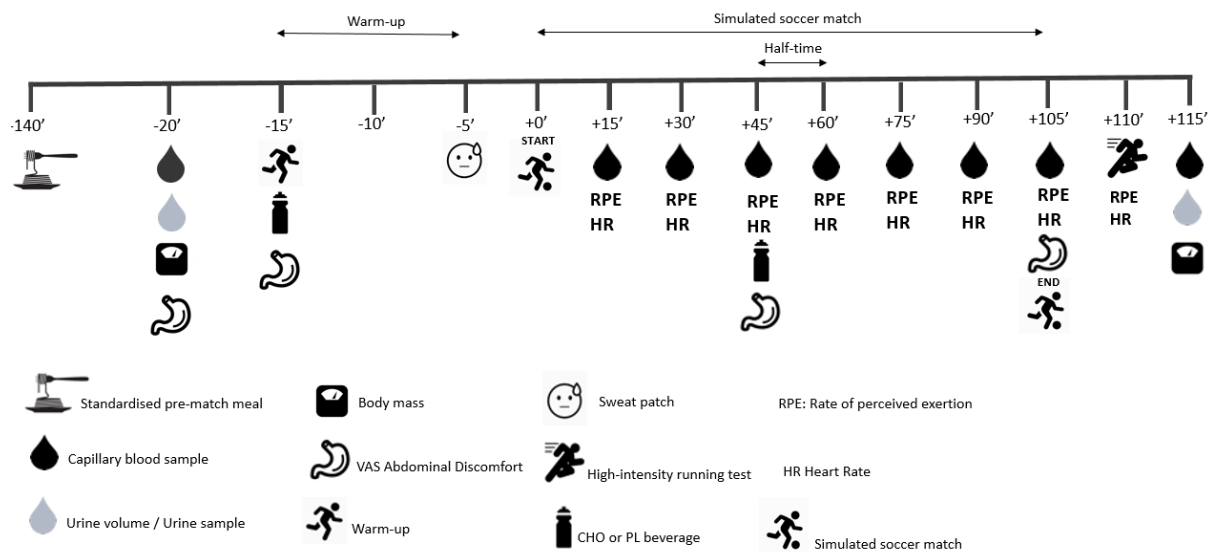 Warm-up
Simulated soccer match
Half-time
-140’ -20’ -15’ -10’ -5’ +0’ +15’ +30’ +45’ +60’ +75’ +90’ +105’ +110’ +115’
START
RPE RPE RPE RPE RPE RPE RPE RPE
HR HR HR HR HR HR HR HR
END
Standardised pre-match meal Body mass Sweat patch RPE: Rate of perceived exertion
Capillary blood sample VAS Abdominal Discomfort High-intensity running test HR Heart Rate
Urine volume / Urine sample Warm-up CHO or PL beverage Simulated soccer match